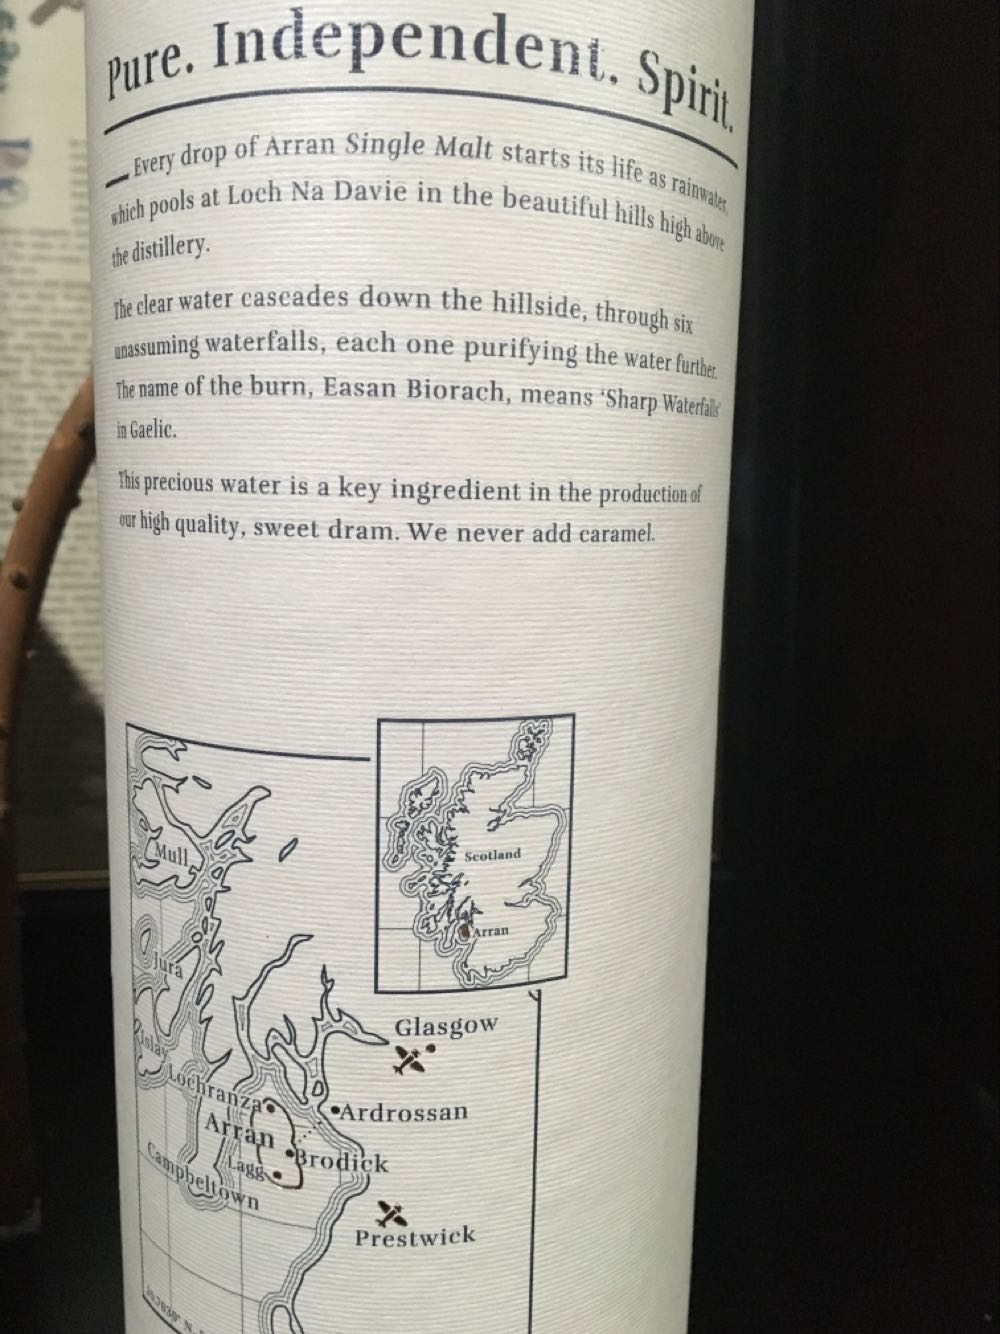 Pure. Independent. Spirit.
Every drop of Arran Single Malt starts its life as rainwater,
which pools at Loch Na Davie in the beautiful hills high above
the distillery.
The clear water cascades down the hillside, through six
unassuming waterfalls, each one purifying the water further.
The name of the burn, Easan Biorach, means ‘Sharp Waterfalls’
in Gaelic.
This precious water is a key ingredient in the production of
our high quality, sweet dram. We never add caramel.
Scotland
Arran
Mull
Jura
Islay
Glasgow
Lochranza
Ardrossan
Arran
Brodick
Lagg
Campbeltown
Prestwick